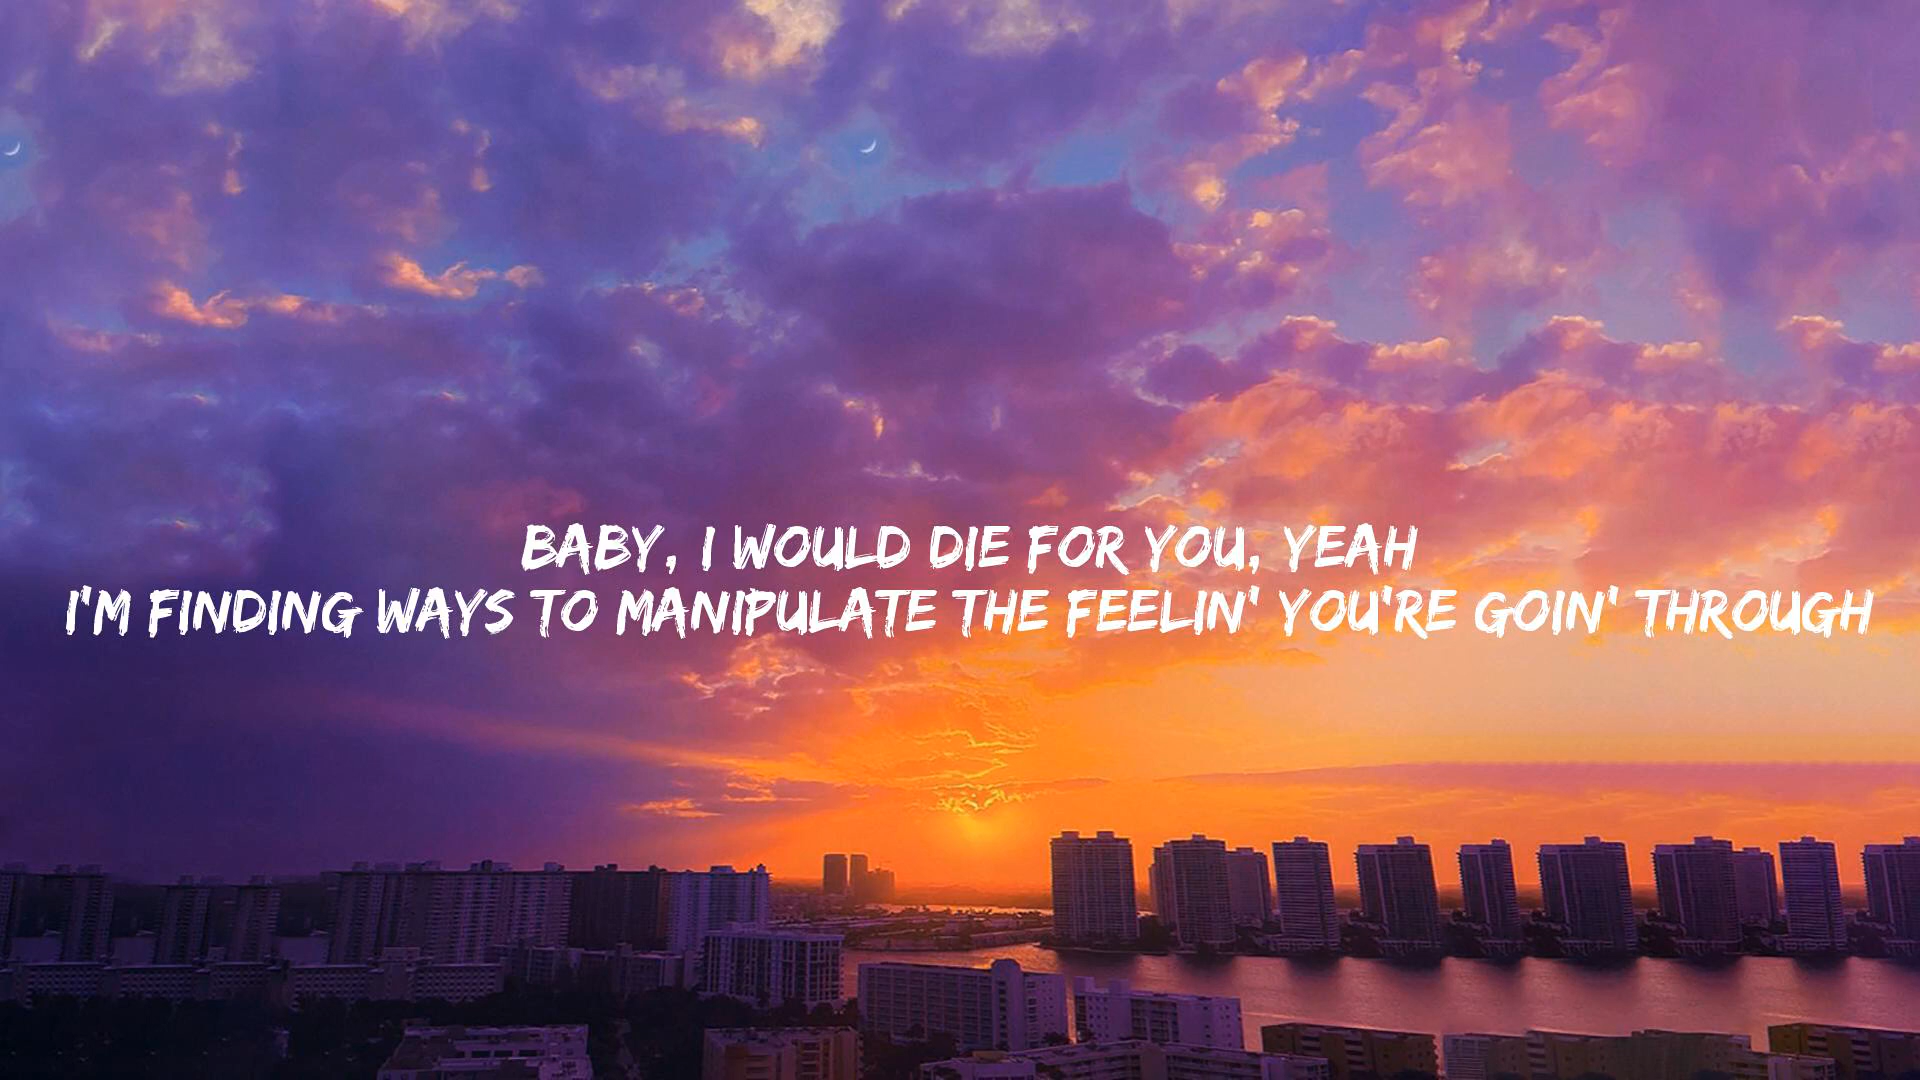 BABY, I WOULD DIE FOR YOU, YEAH
I'M FINDING WAYS TO MANIPULATE THE FEELIN' YOU'RE GOIN' THROUGH